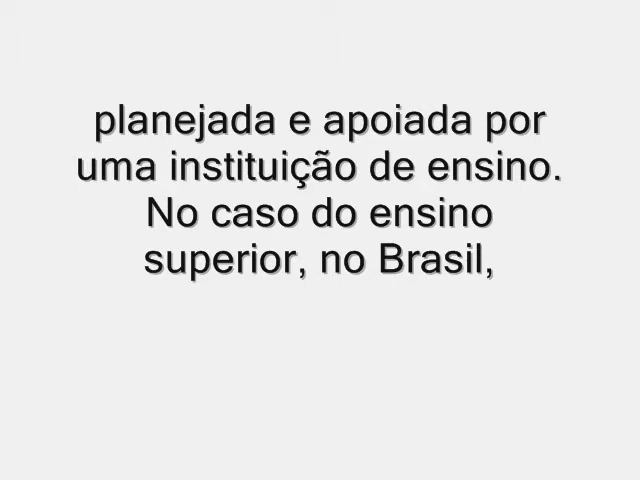 planejada e apoiada por
uma instituição de ensino.
No caso do ensino
superior, no Brasil,